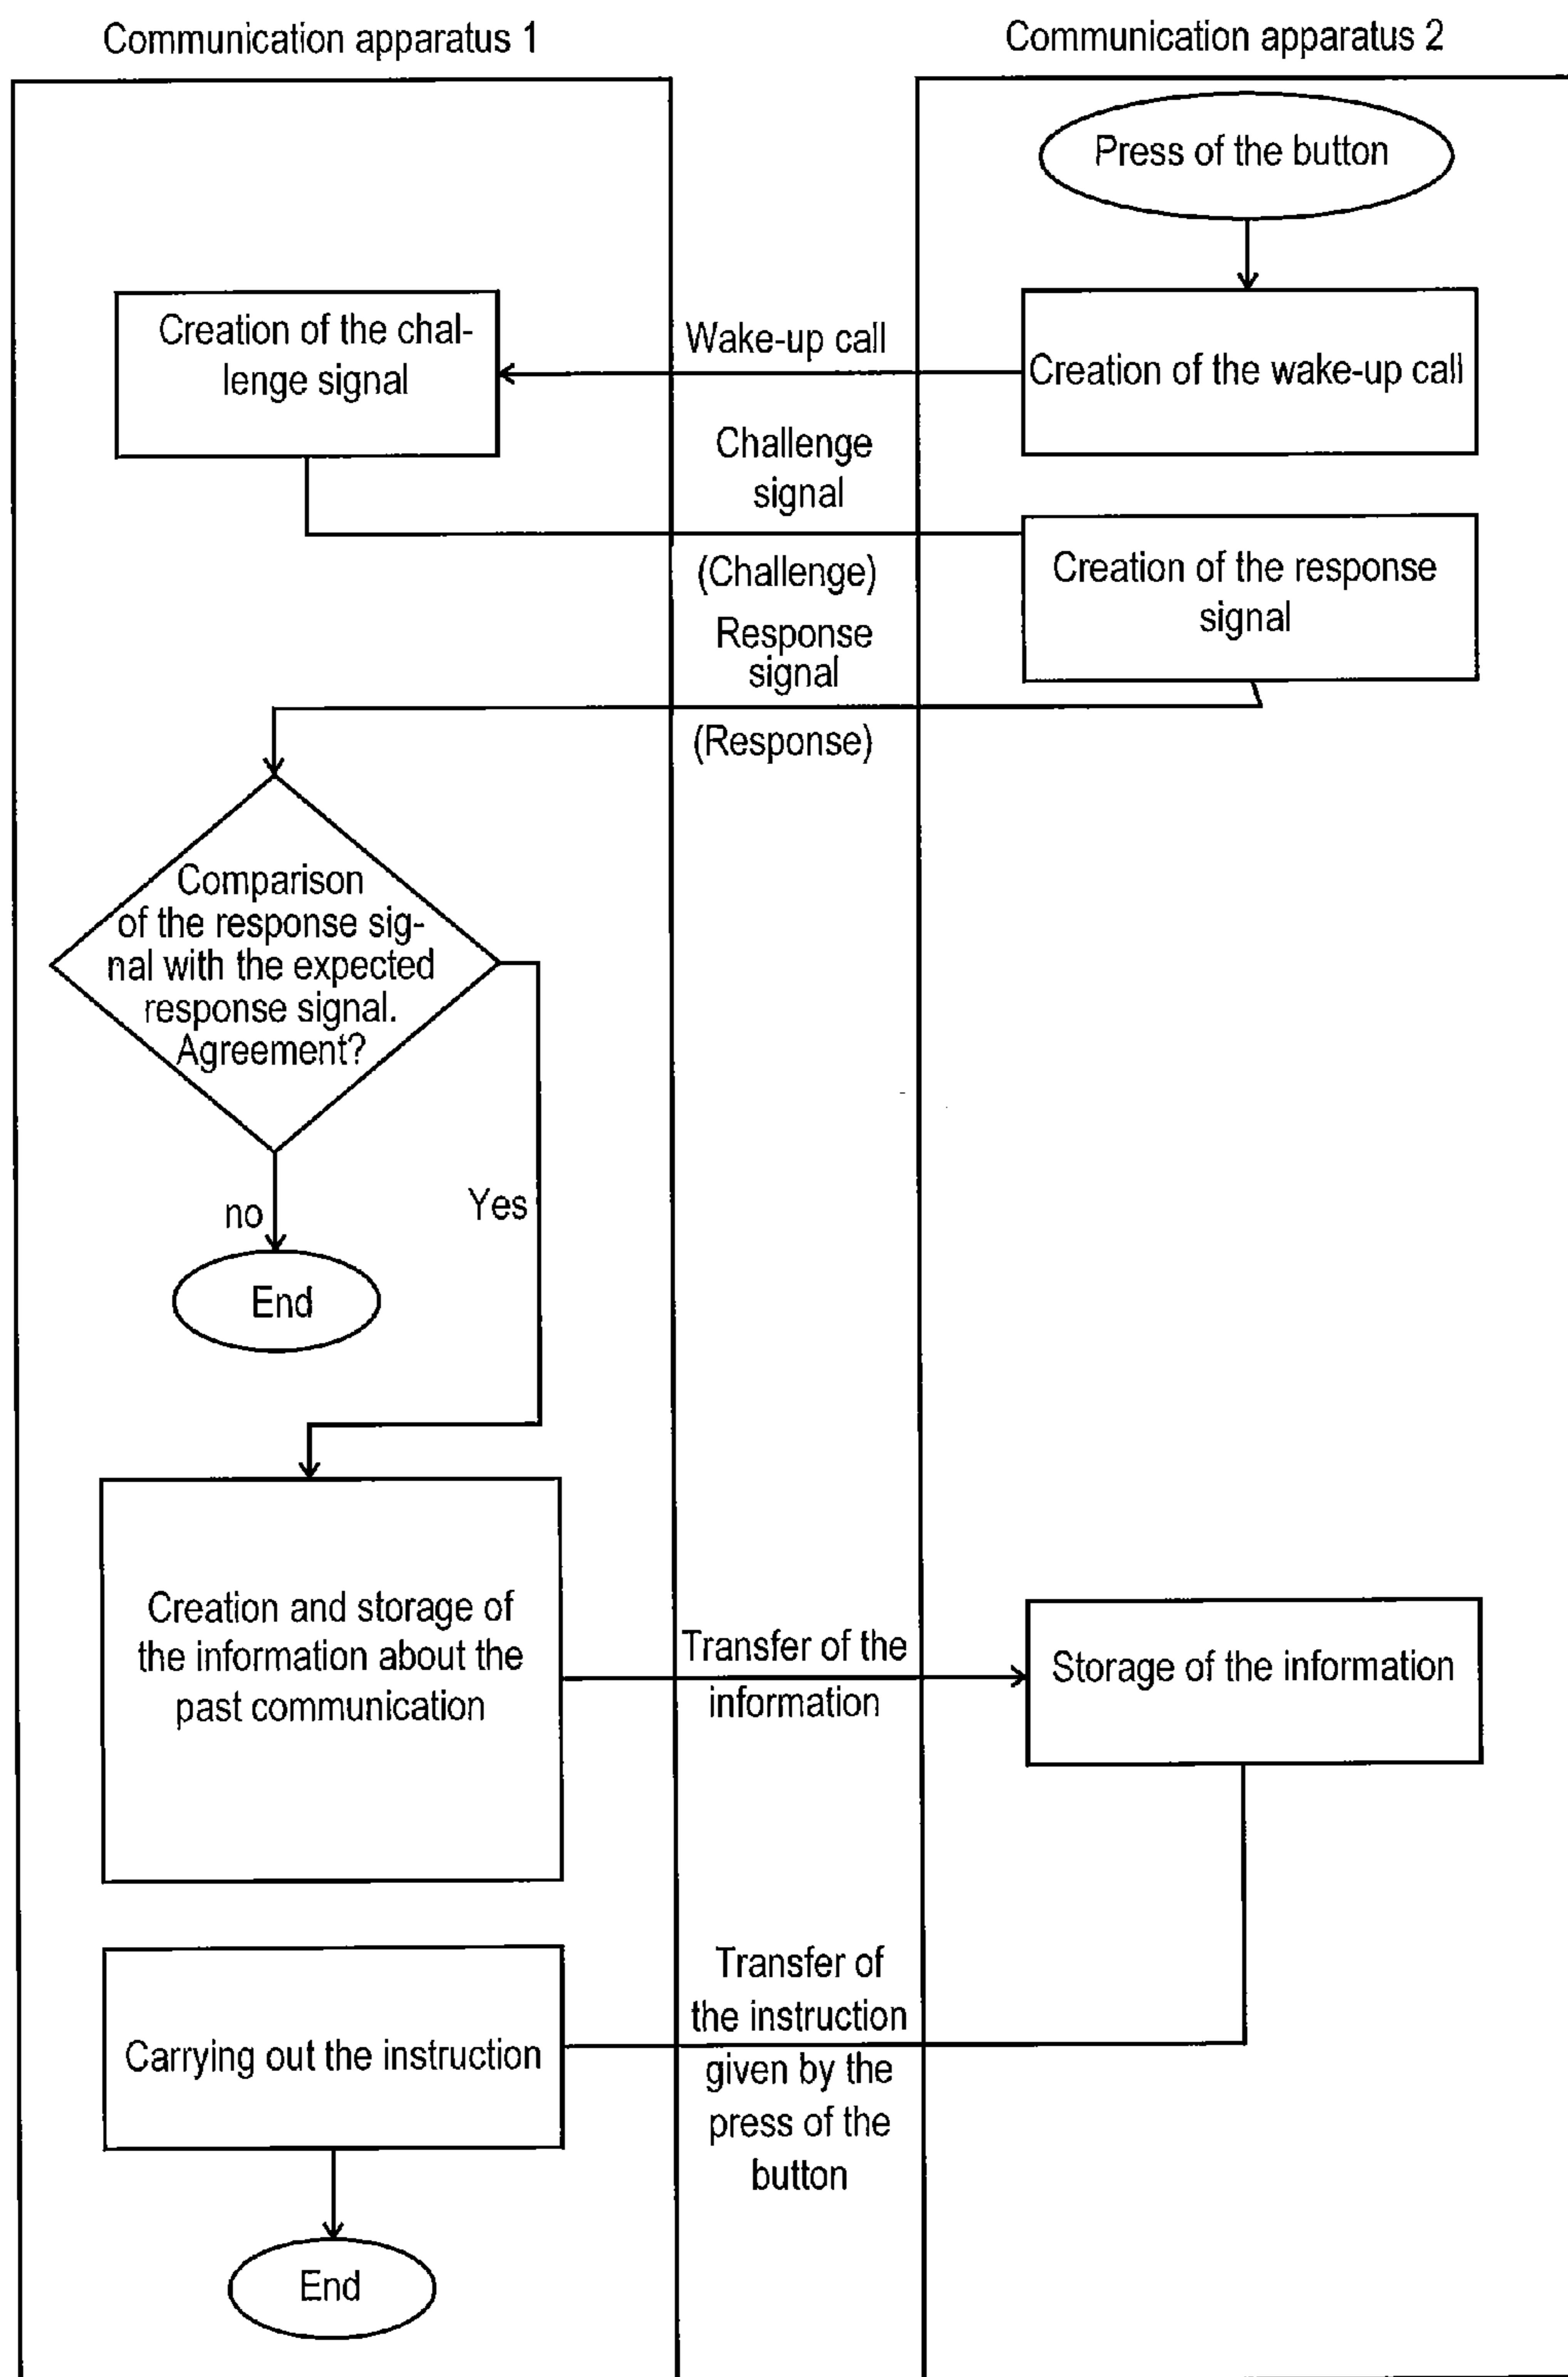 Communication apparatus 1
Communication apparatus 2
Press of the button
Creation of the chal-
lenge signal
Wake-up call
Creation of the wake-up call
Challenge
signal
(Challenge)
Creation of the response
signal
Response
signal
(Response)
Comparison
of the response sig-
nal with the expected
response signal.
Agreement?
no
Yes
End
Creation and storage of
the information about the
past communication
Transfer of the
information
Storage of the information
Transfer of
the instruction
given by the
press of the
button
Carrying out the instruction
End